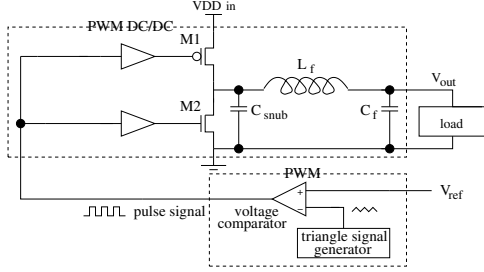 VDD in
PWM DC/DC
M1
L f
V out
M2
C snub
C f
load
PWM
+
V ref
−
pulse signal
voltage
comparator
triangle signal
generator